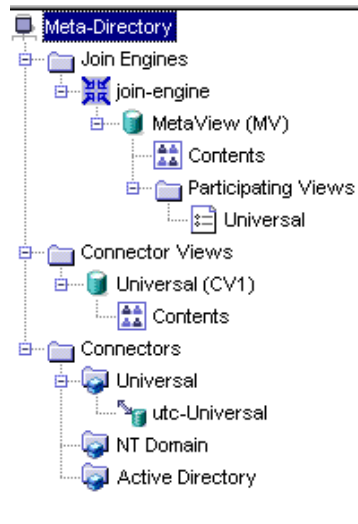 Meta-Directory
Join Engines
join-engine
MetaView (MV)
Contents
Participating Views
Universal
Connector Views
Universal (CV1)
Contents
Connectors
Universal
utc-Universal
NT Domain
Active Directory